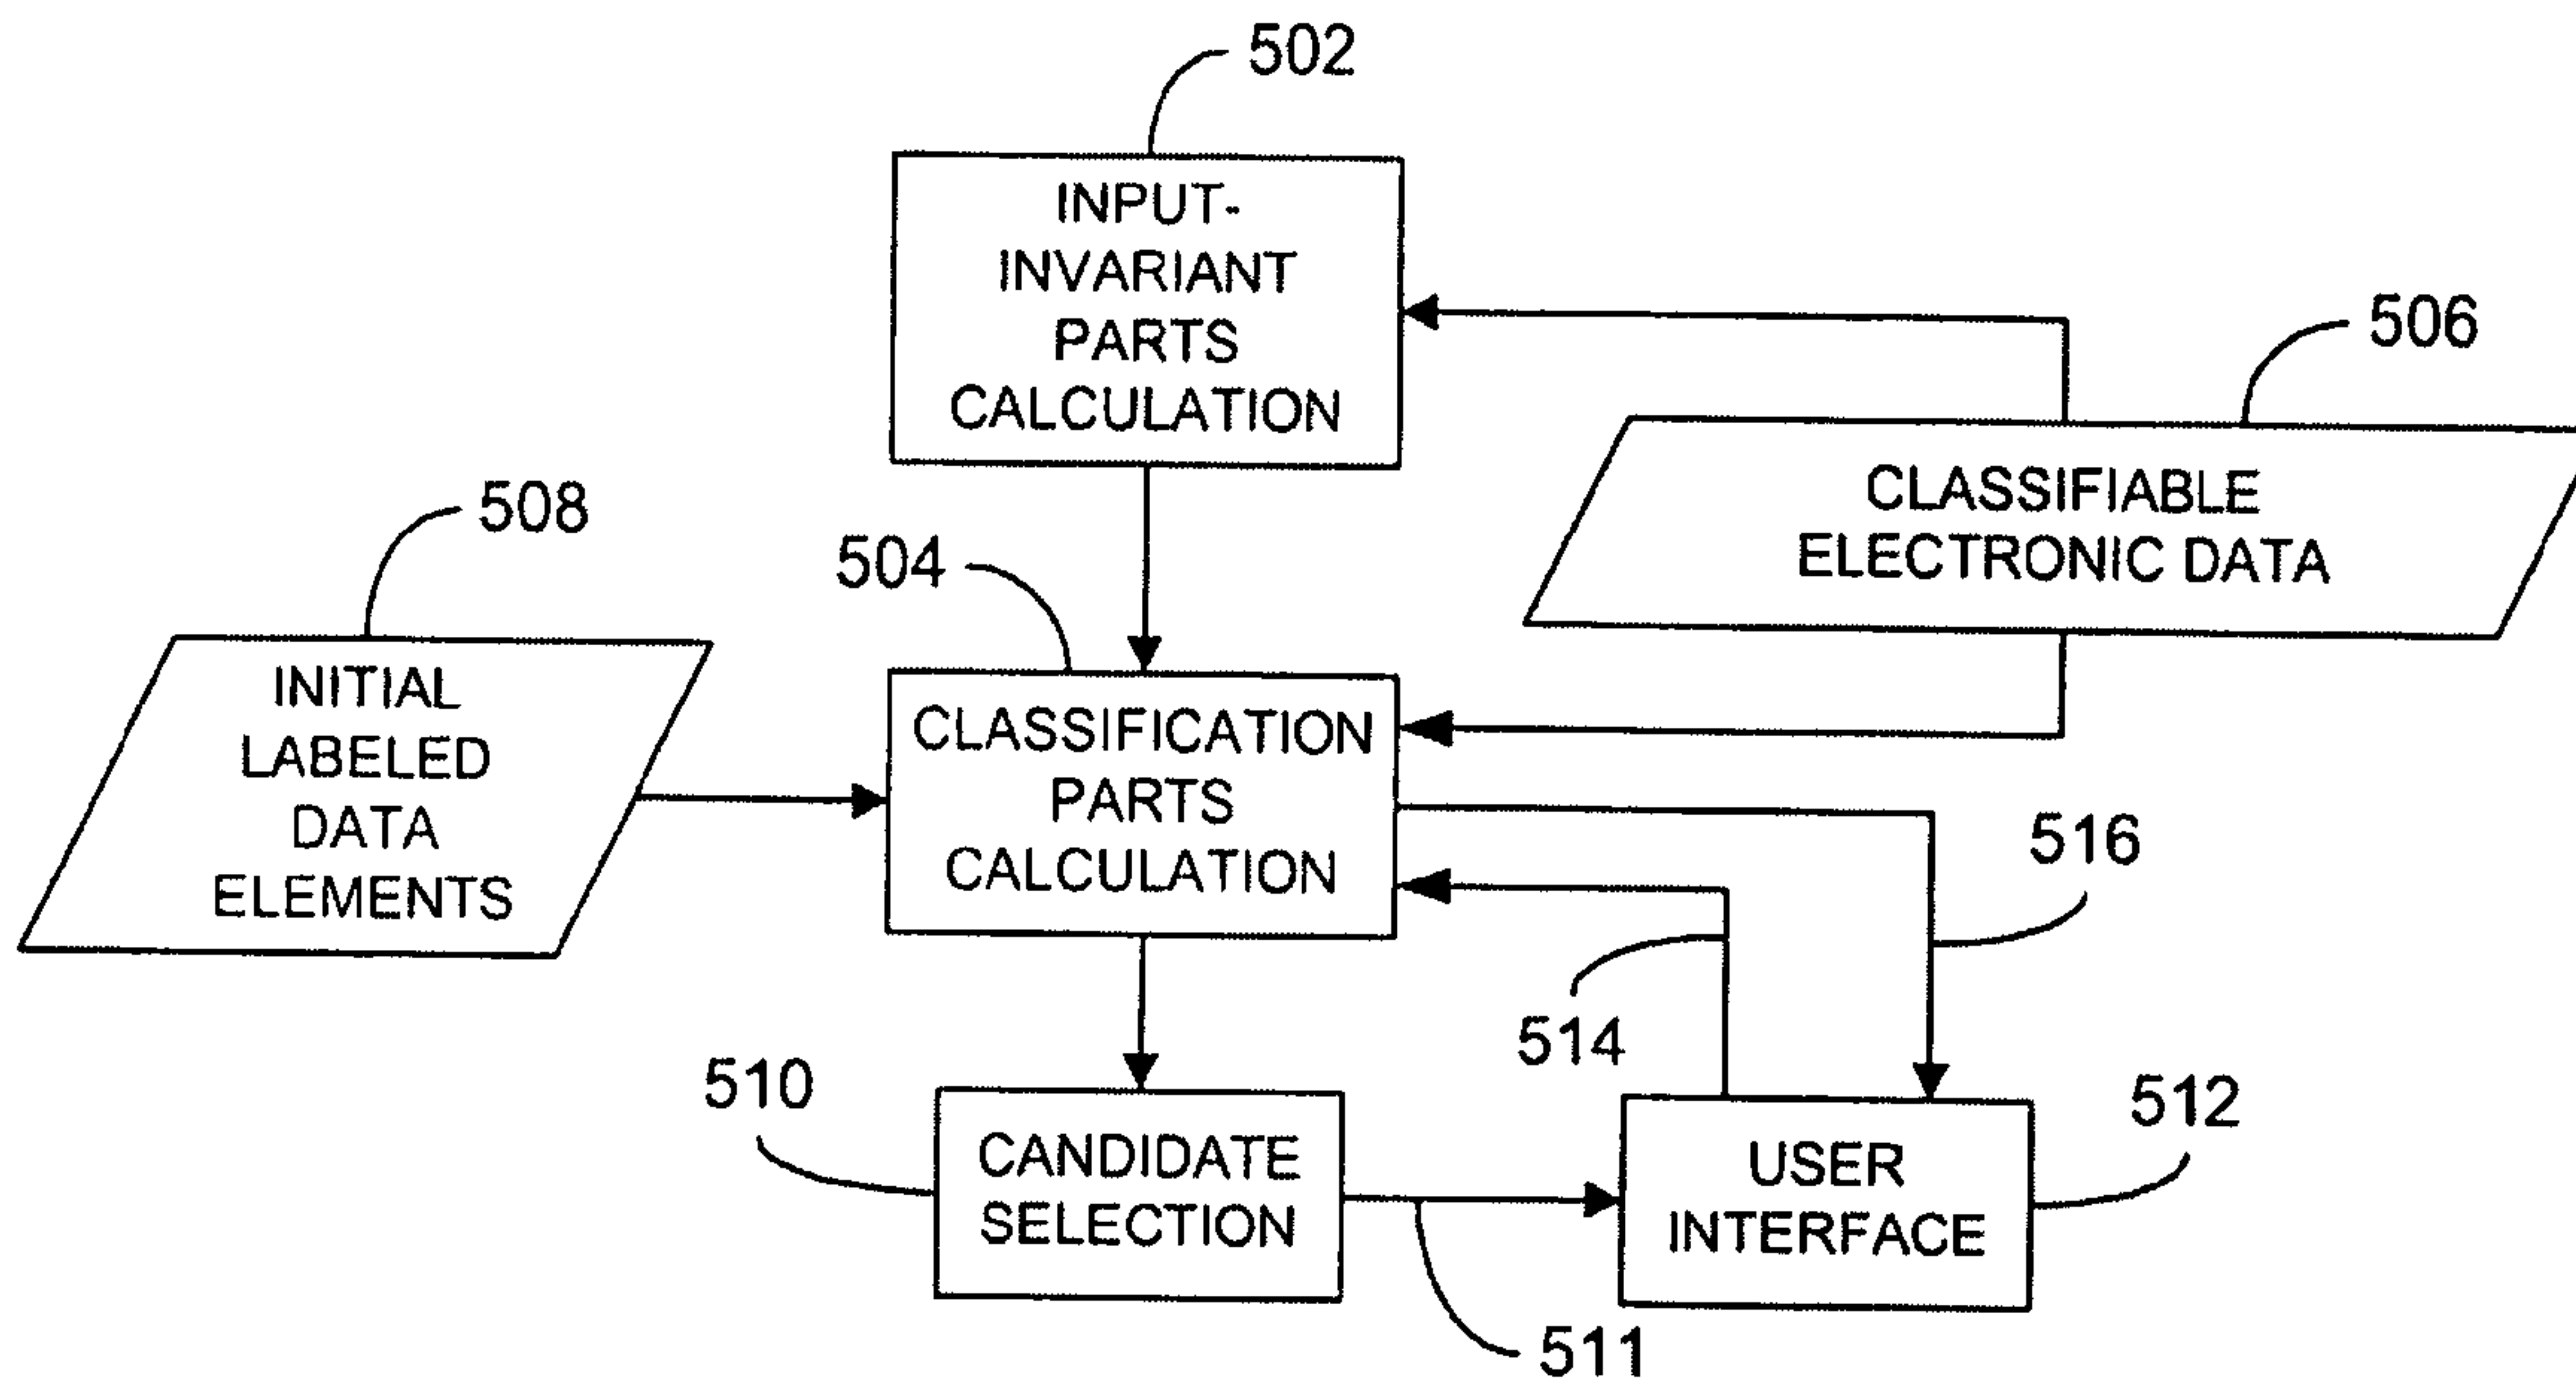 502
INPUT-
INVARIANT
PARTS
CALCULATION
506
CLASSIFIABLE
ELECTRONIC DATA
508
INITIAL
LABELED
DATA
ELEMENTS
504
CLASSIFICATION
PARTS
CALCULATION
516
514
510
CANDIDATE
SELECTION
511
USER
INTERFACE
512